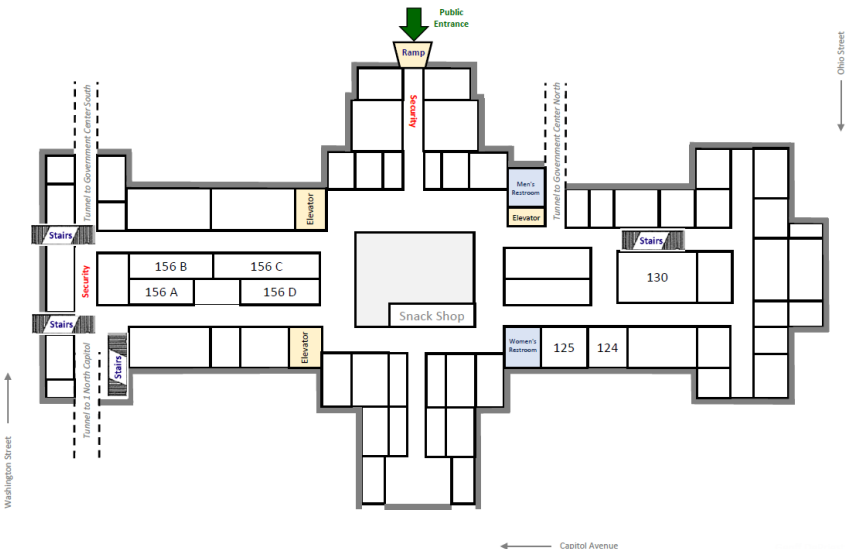 Public
Entrance
Ramp
Security
Ohio Street
Tunnel to Government Center South
Tunnel to Government Center North
Men's
Restroom
Elevator
Elevator
Stairs
Stairs
Security
156 B
156 C
156 A
156 D
130
Snack Shop
Stairs
Stairs
Elevator
Women's
Restroom
125
124
Tunnel to 1 North Capitol
Washington Street
Capitol Avenue